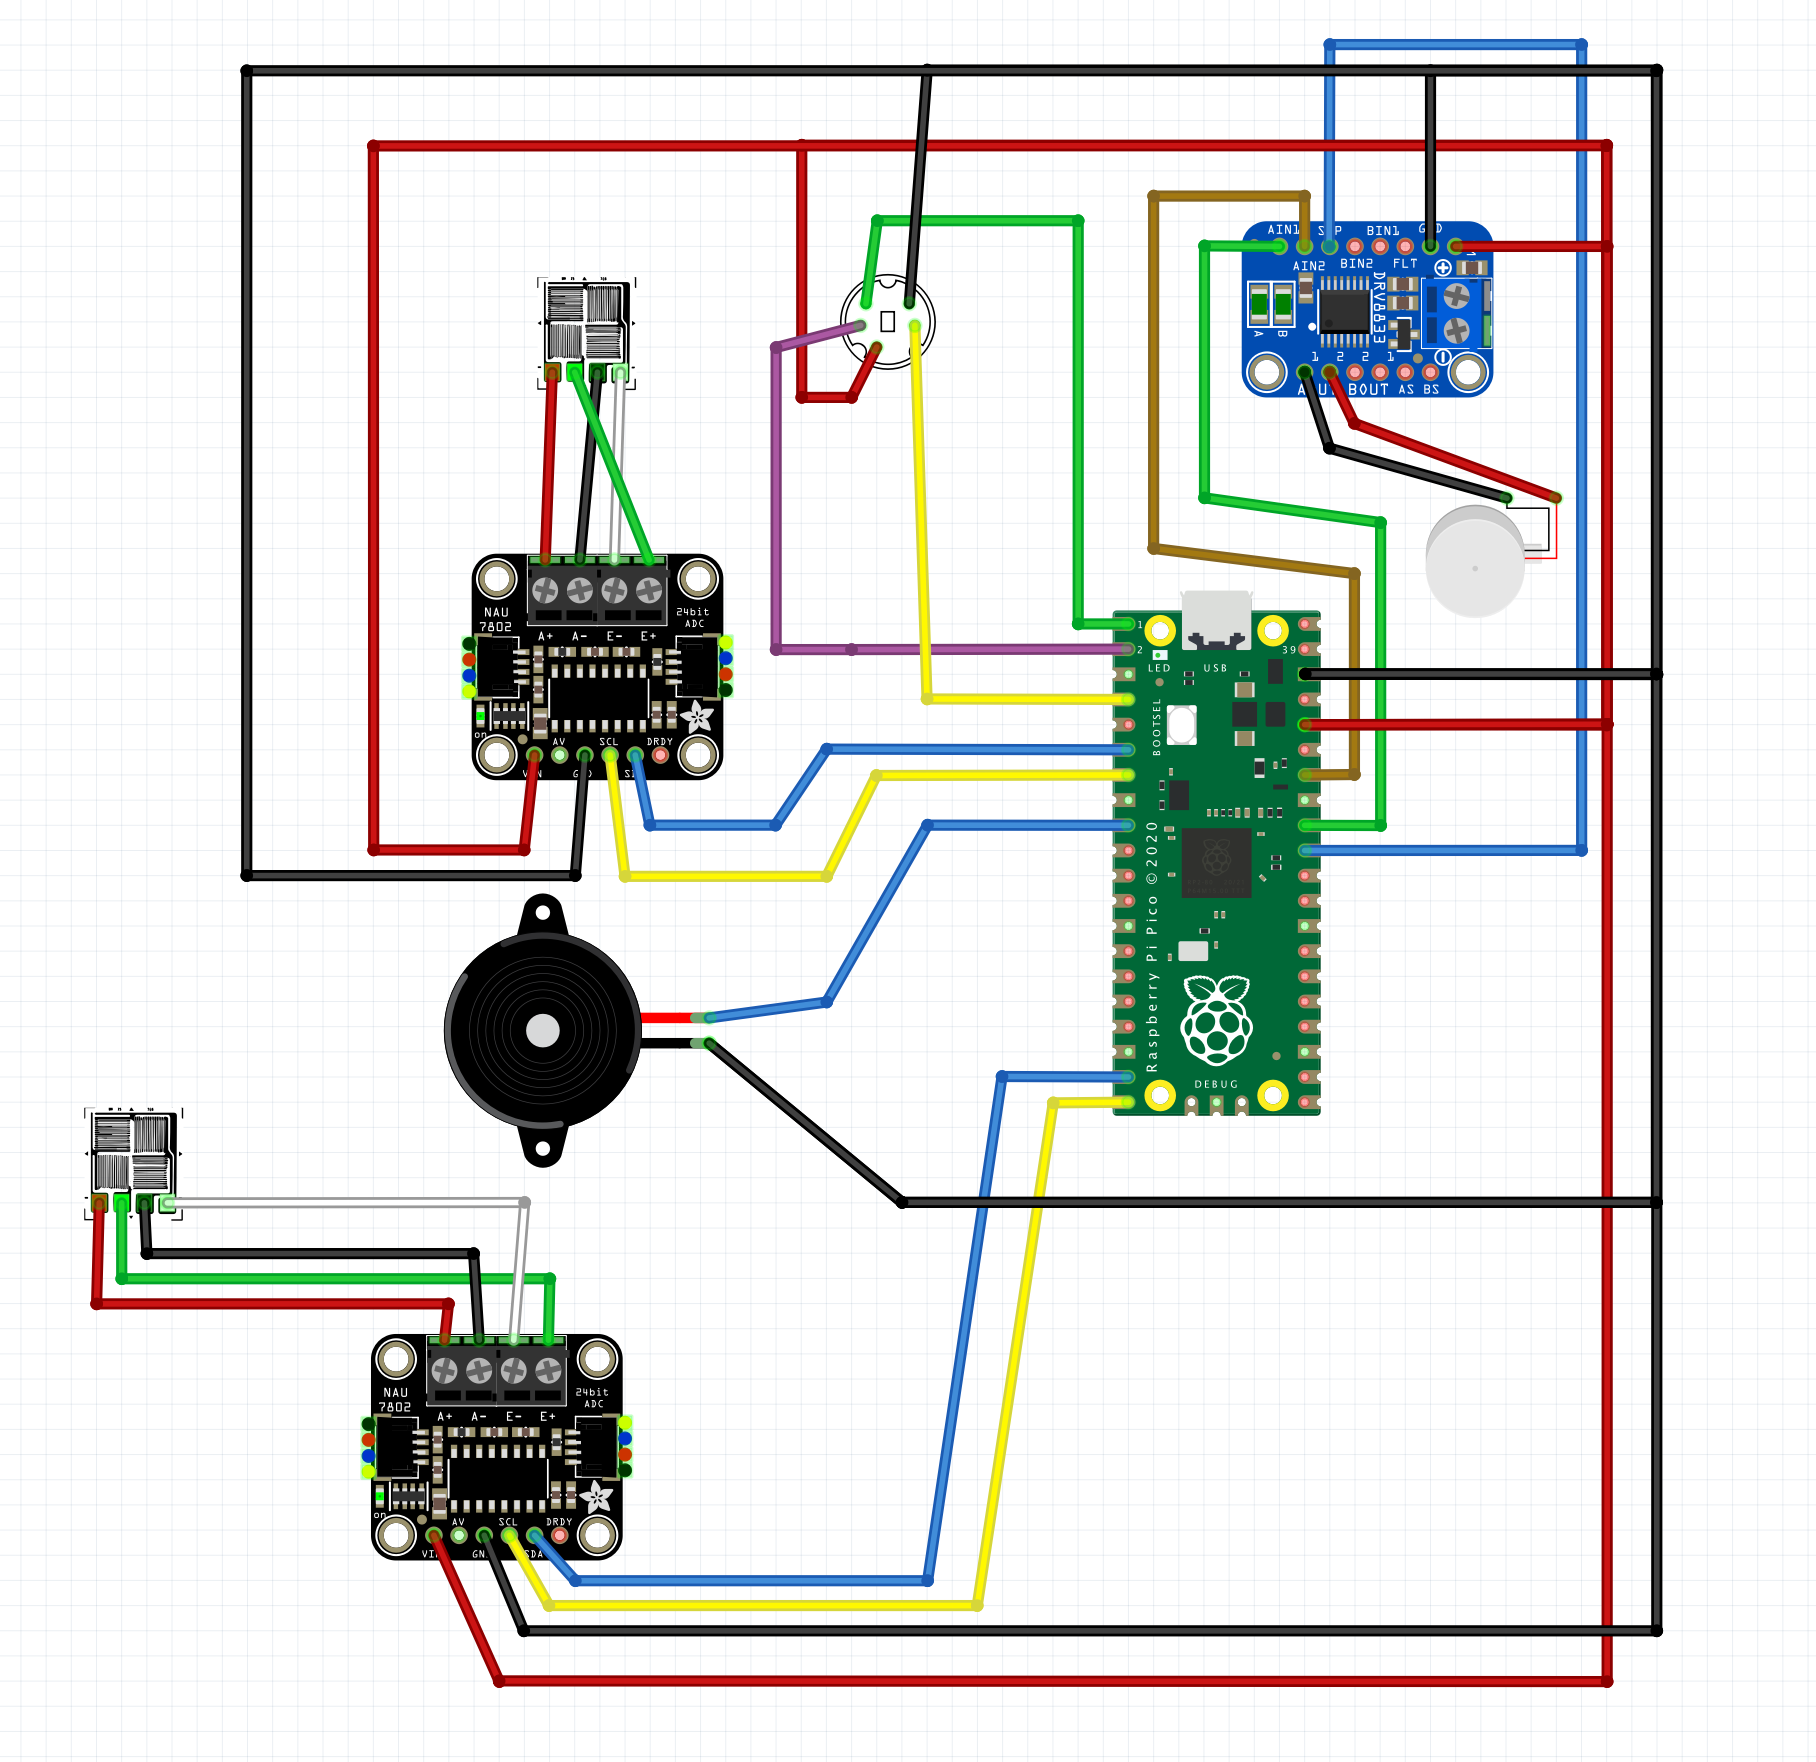 AIN1
SLP
BIN1
GND
AIN2
BIN2
FLT
DRV8833
A
B
1
2
2
1
AOUT
BOUT
AS
BS
NAU
7802
24bit
ADC
A+
A-
E-
E+
on
AV
SCL
DRDY
VIN
GND
SDA
1
2
39
LED
USB
BOOTSEL
Raspberry Pi Pico © 2020
DEBUG
NAU
7802
24bit
ADC
A+
A-
E-
E+
on
AV
SCL
DRDY
VIN
GND
SDA